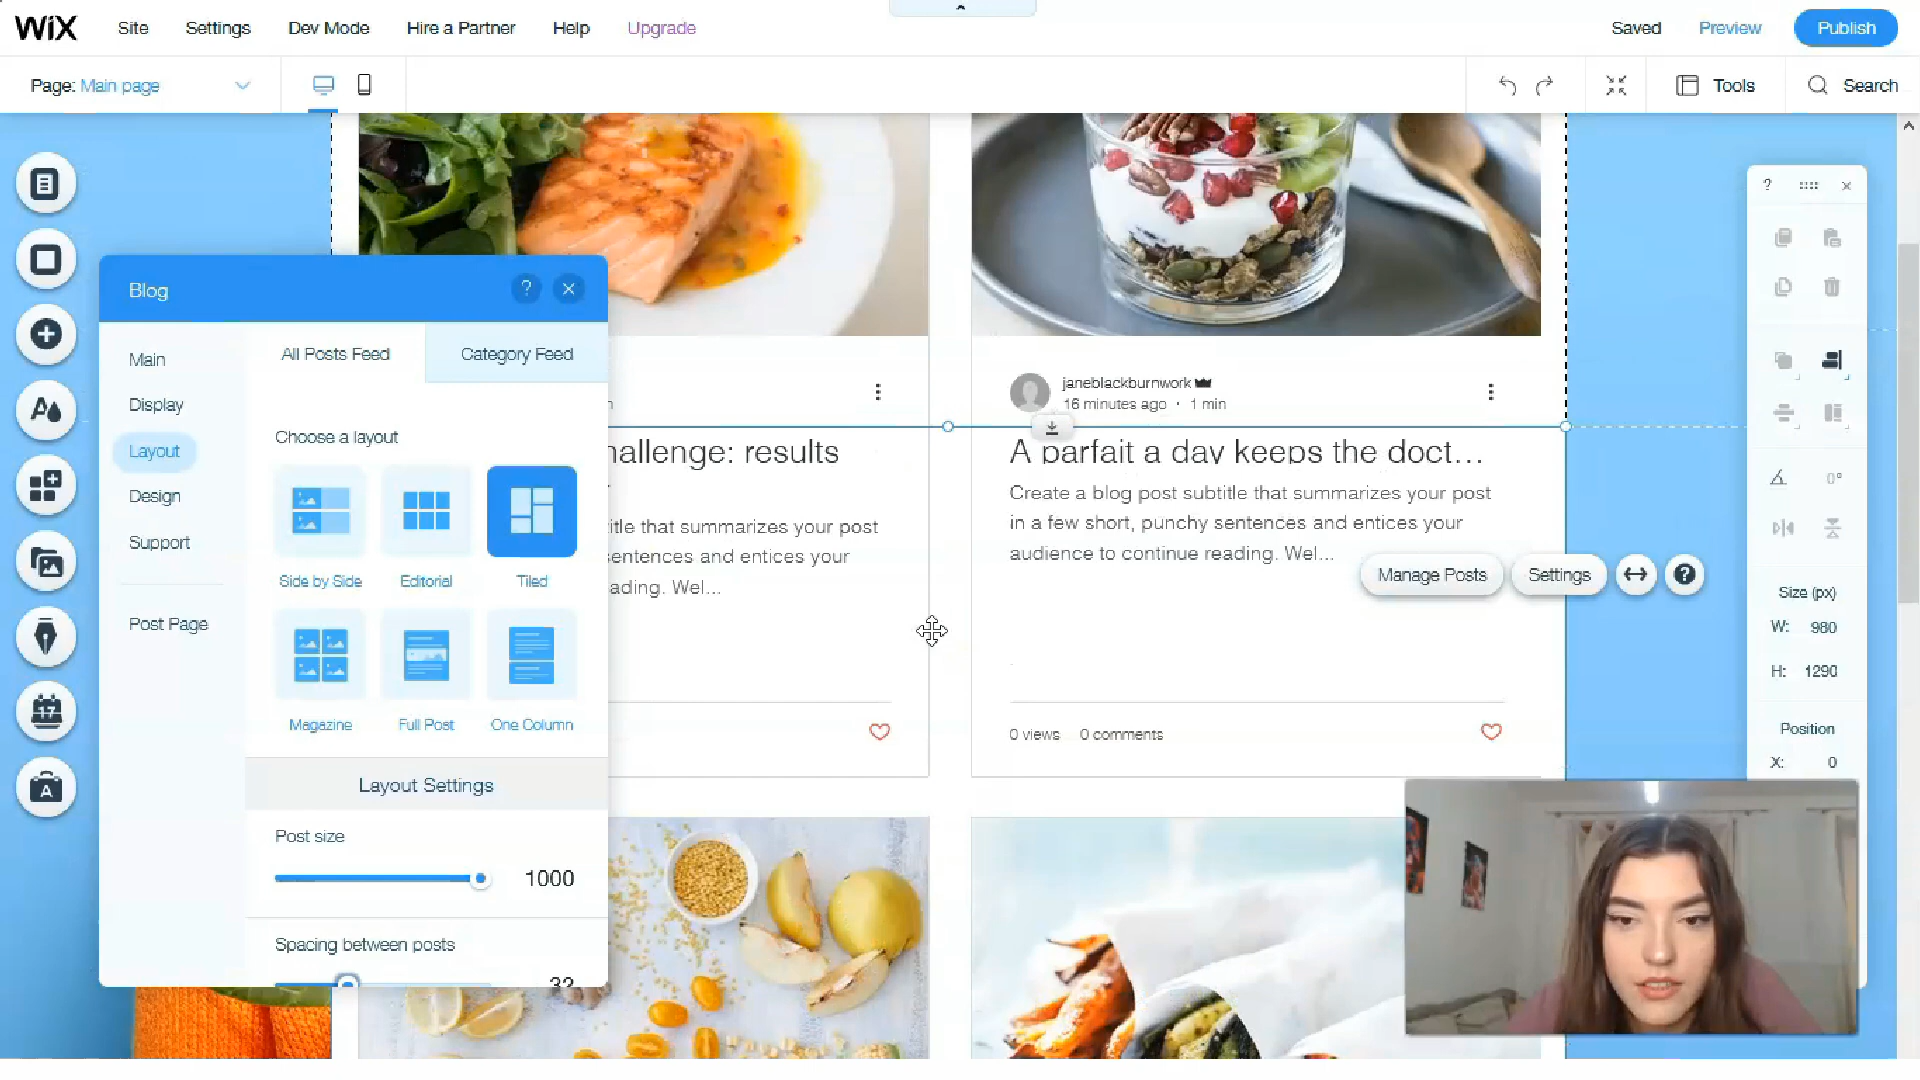 WiX Site Settings Dev Mode Hire a Partner Help Upgrade Saved Preview Publish
Page: Main page Tools Search
Blog ?
Main
Display
Layout
Design
Support
Post Page
All Posts Feed Category Feed
Choose a layout
Side by Side Editorial Tiled
Magazine Full Post One Column
Layout Settings
Post size
1000
Spacing between posts
32
hallenge: results
itle that summarizes your post
sentences and entices your
ading. Wel...
janeblackburnwork
16 minutes ago · 1 min
A parfait a day keeps the doct...
Create a blog post subtitle that summarizes your post
in a few short, punchy sentences and entices your
audience to continue reading. Wel...
Manage Posts Settings ?
0 views 0 comments
?
0°
Size (px)
W: 980
H: 1290
Position
X: 0
17
A
A